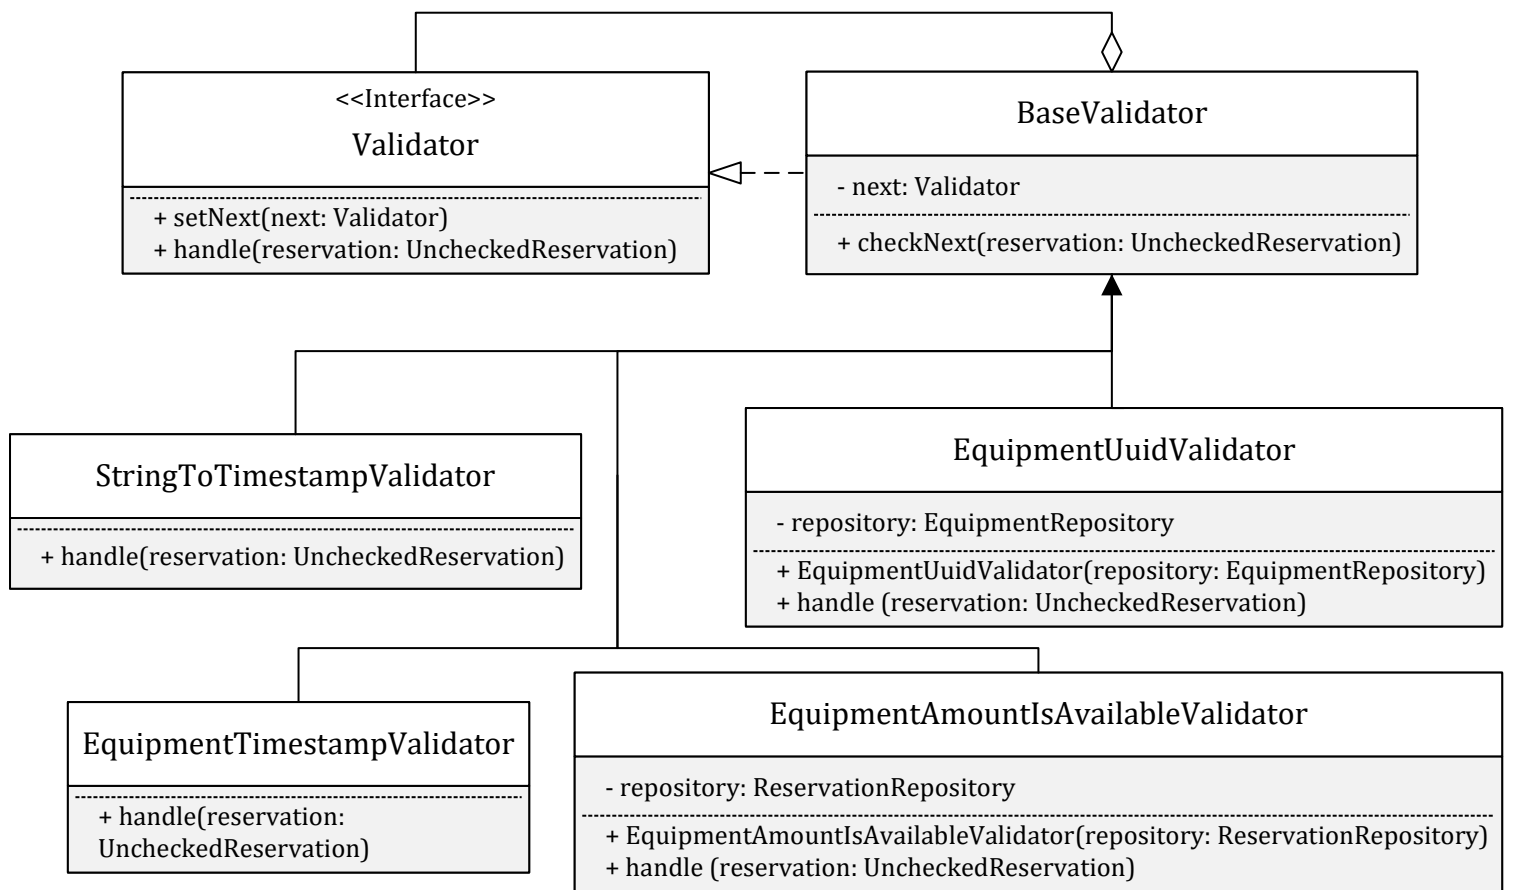 <<Interface>>
Validator
+ setNext(next: Validator)
+ handle(reservation: UncheckedReservation)
BaseValidator
- next: Validator
+ checkNext(reservation: UncheckedReservation)
StringToTimestampValidator
+ handle(reservation: UncheckedReservation)
EquipmentUuidValidator
- repository: EquipmentRepository
+ EquipmentUuidValidator(repository: EquipmentRepository)
+ handle (reservation: UncheckedReservation)
EquipmentTimestampValidator
+ handle(reservation:
UncheckedReservation)
EquipmentAmountIsAvailableValidator
- repository: ReservationRepository
+ EquipmentAmountIsAvailableValidator(repository: ReservationRepository)
+ handle (reservation: UncheckedReservation)